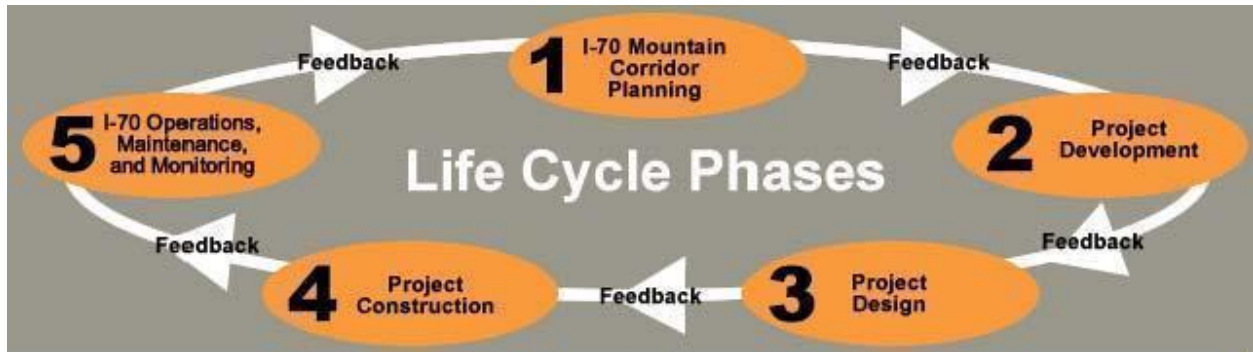 Life Cycle Phases
1
I-70 Mountain
Corridor
Planning
Feedback
2
Project
Development
Feedback
3
Project
Design
Feedback
4
Project
Construction
Feedback
5
I-70 Operations,
Maintenance,
and Monitoring
Feedback